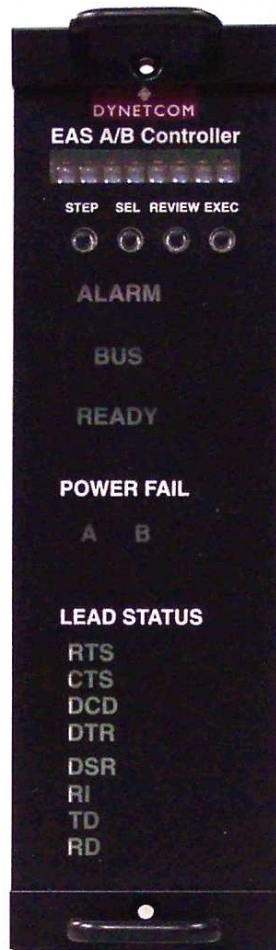 DYNETCOM
EAS A/B Controller
STEP SEL REVIEW EXEC
ALARM
BUS
READY
POWER FAIL
A B
LEAD STATUS
RTS
CTS
DCD
DTR
DSR
RI
TD
RD